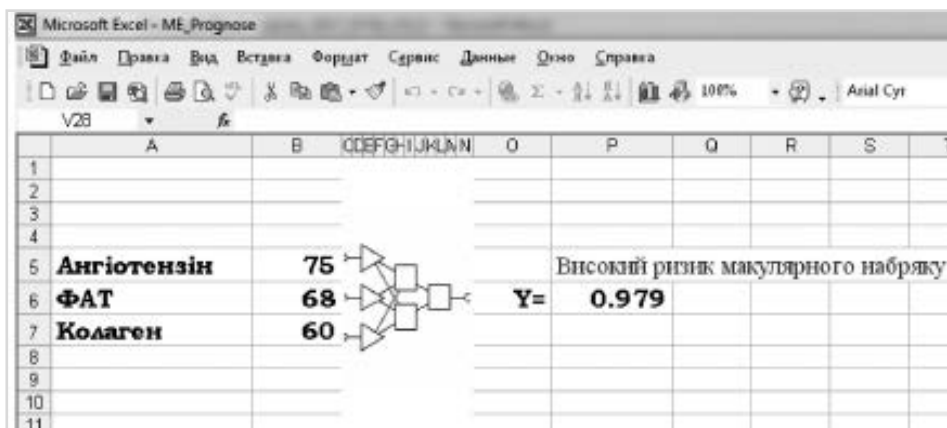 Microsoft Excel - ME_Prognose
Файл Правка Вид Вставка Формат Сервис Данные Окно Справка
100% Arial Cyr
V28 fx
A B C D E F G H I J K L M N O P Q R S
1
2
3
4
5 Ангіотензін 75 Високий ризик макулярного набряку
6 ФАТ 68 Y= 0.979
7 Колаген 60
8
9
10
11